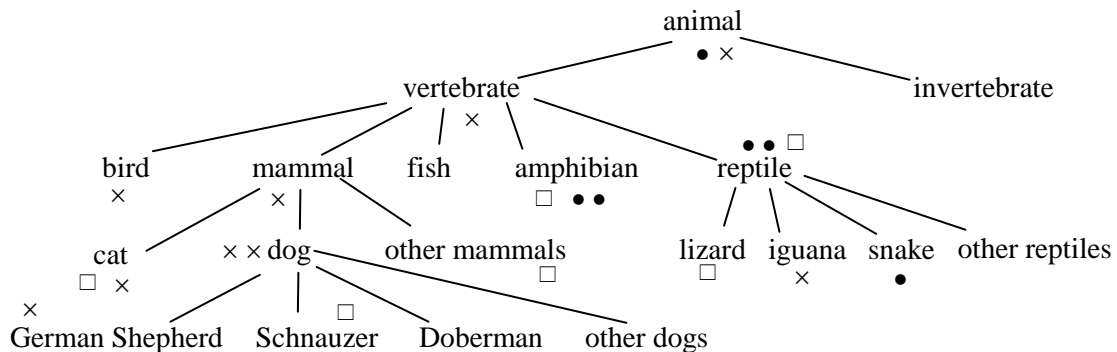 animal
vertebrate invertebrate
bird mammal fish amphibian reptile
cat dog other mammals lizard iguana snake other reptiles
German Shepherd Schnauzer Doberman other dogs